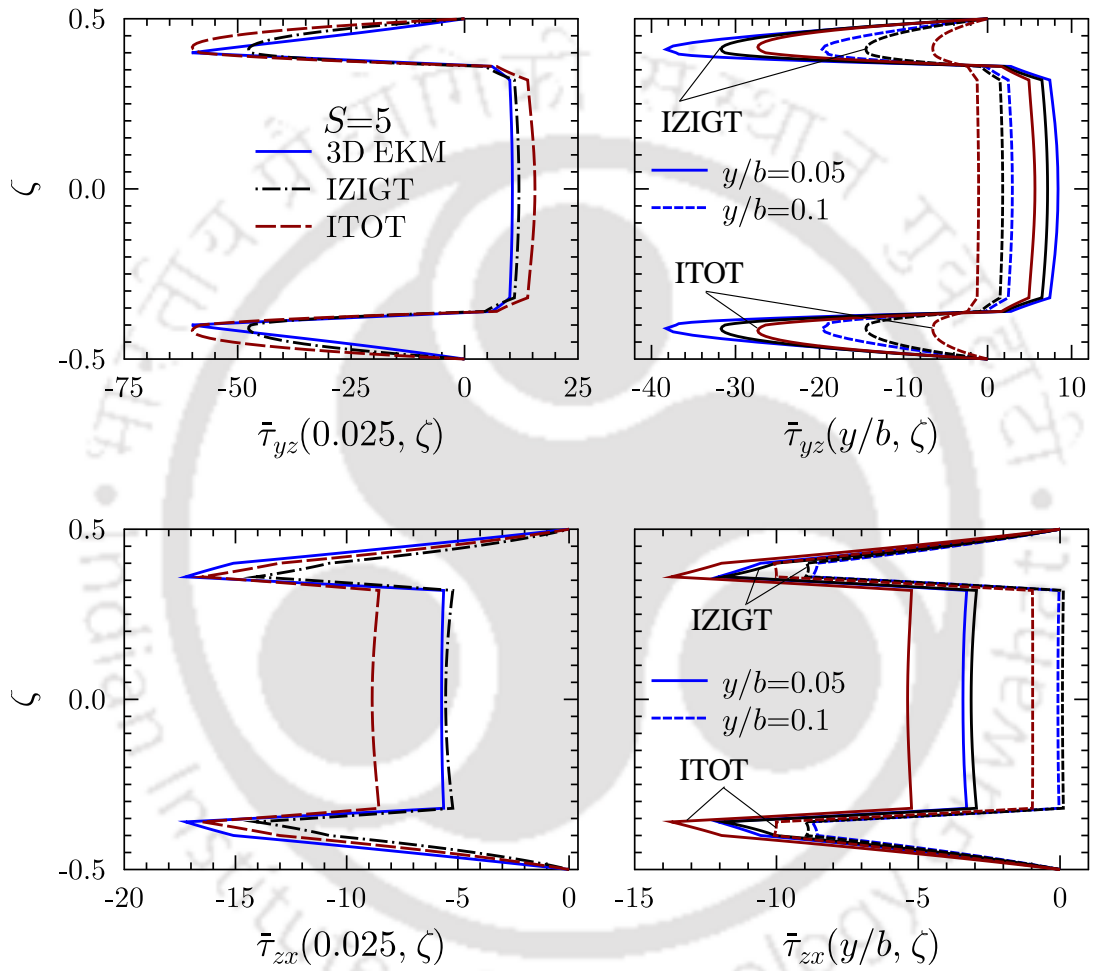 0.5
0.0
-0.5
ζ
S=5
3D EKM
IZIGT
ITOT
-75 -50 -25 0 25
τ̄yz(0.025, ζ)
IZIGT
y/b=0.05
y/b=0.1
ITOT
-40 -30 -20 -10 0 10
τ̄yz(y/b, ζ)
0.5
0.0
-0.5
ζ
-20 -15 -10 -5 0
τ̄zx(0.025, ζ)
IZIGT
y/b=0.05
y/b=0.1
ITOT
-15 -10 -5 0
τ̄zx(y/b, ζ)
Indian Institute